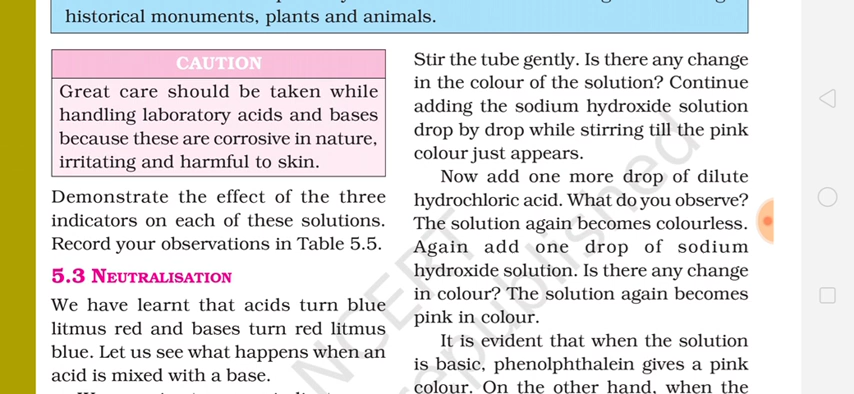 historical monuments, plants and animals.
CAUTION
Great care should be taken while
handling laboratory acids and bases
because these are corrosive in nature,
irritating and harmful to skin.
Demonstrate the effect of the three
indicators on each of these solutions.
Record your observations in Table 5.5.
5.3 NEUTRALISATION
We have learnt that acids turn blue
litmus red and bases turn red litmus
blue. Let us see what happens when an
acid is mixed with a base.
Stir the tube gently. Is there any change
in the colour of the solution? Continue
adding the sodium hydroxide solution
drop by drop while stirring till the pink
colour just appears.
Now add one more drop of dilute
hydrochloric acid. What do you observe?
The solution again becomes colourless.
Again add one drop of sodium
hydroxide solution. Is there any change
in colour? The solution again becomes
pink in colour.
It is evident that when the solution
is basic, phenolphthalein gives a pink
colour. On the other hand, when the
NCERT
republished